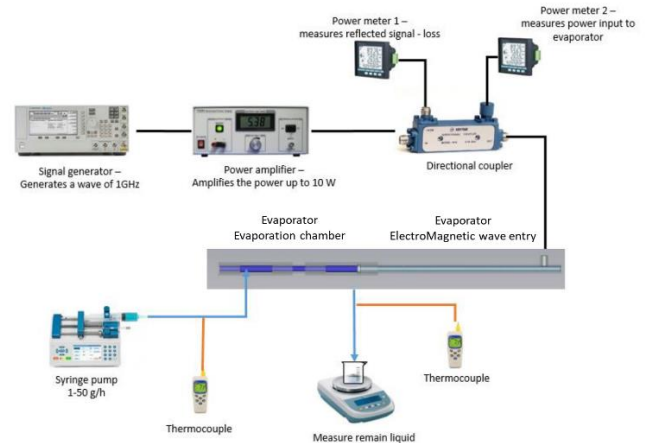 Power meter 1 –
measures reflected signal - loss
Power meter 2 –
measures power input to
evaporator
Signal generator –
Generates a wave of 1GHz
Power amplifier –
Amplifies the power up to 10 W
Directional coupler
Evaporator
Evaporation chamber
Evaporator
ElectroMagnetic wave entry
Syringe pump
1-50 g/h
Thermocouple
Measure remain liquid
Thermocouple